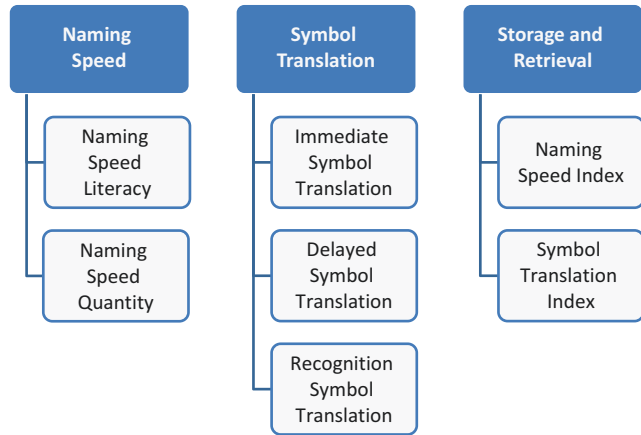 Naming
Speed
Naming
Speed
Literacy
Naming
Speed
Quantity
Symbol
Translation
Immediate
Symbol
Translation
Delayed
Symbol
Translation
Recognition
Symbol
Translation
Storage and
Retrieval
Naming
Speed Index
Symbol
Translation
Index